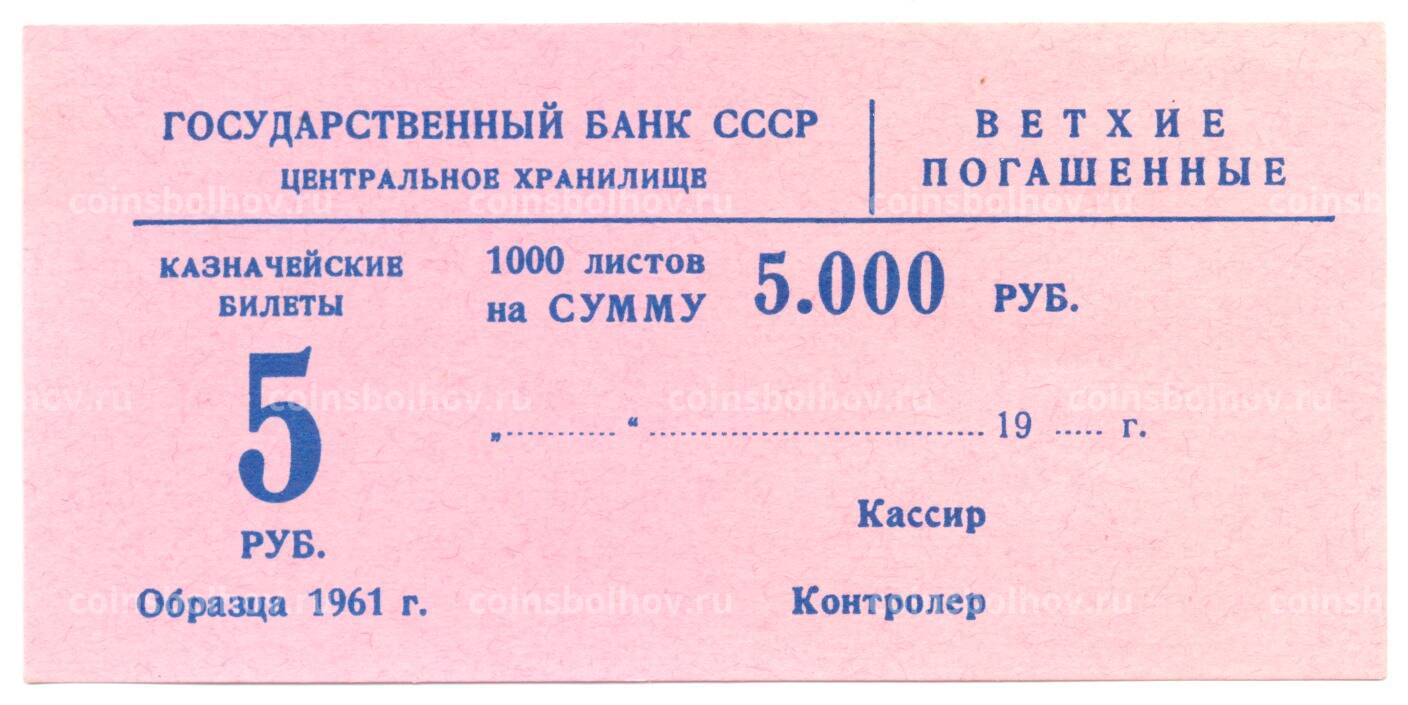 ГОСУДАРСТВЕННЫЙ БАНК СССР
ЦЕНТРАЛЬНОЕ ХРАНИЛИЩЕ
ВЕТХИЕ
ПОГАШЕННЫЕ
КАЗНАЧЕЙСКИЕ
БИЛЕТЫ
5
РУБ.
Образца 1961 г.
1000 листов
на СУММУ
5.000 РУБ.
„.........." .............................. 19 ..... г.
Кассир
Контролер
coinsbolhov.ru